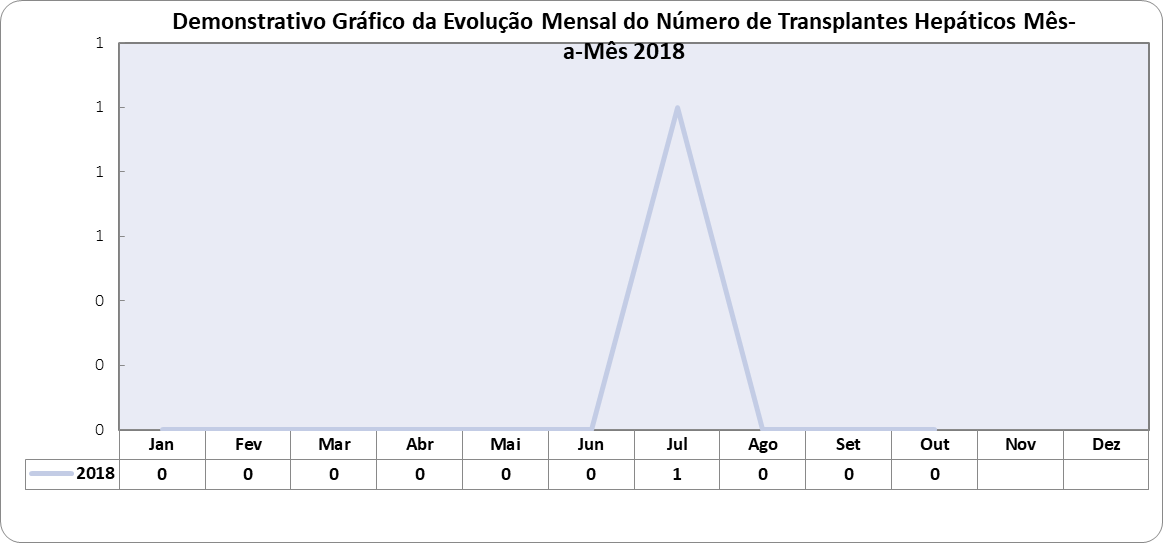 Demonstrativo Gráfico da Evolução Mensal do Número de Transplantes Hepáticos Mês-
a-Mês 2018
1
1
1
1
0
0
0
Jan Fev Mar Abr Mai Jun Jul Ago Set Out Nov Dez
2018 0 0 0 0 0 0 1 0 0 0